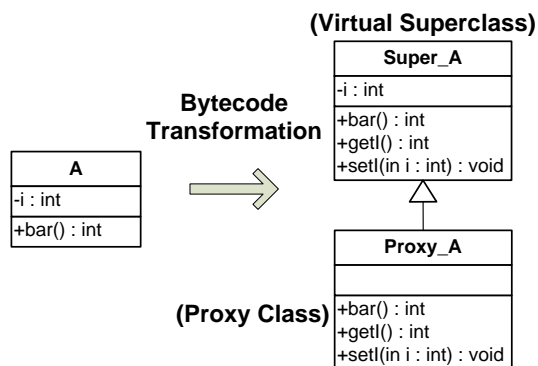 (Virtual Superclass)
Super_A
-i : int
+bar() : int
+getI() : int
+setI(in i : int) : void
Bytecode
Transformation
A
-i : int
+bar() : int
Proxy_A
(Proxy Class)
+bar() : int
+getI() : int
+setI(in i : int) : void